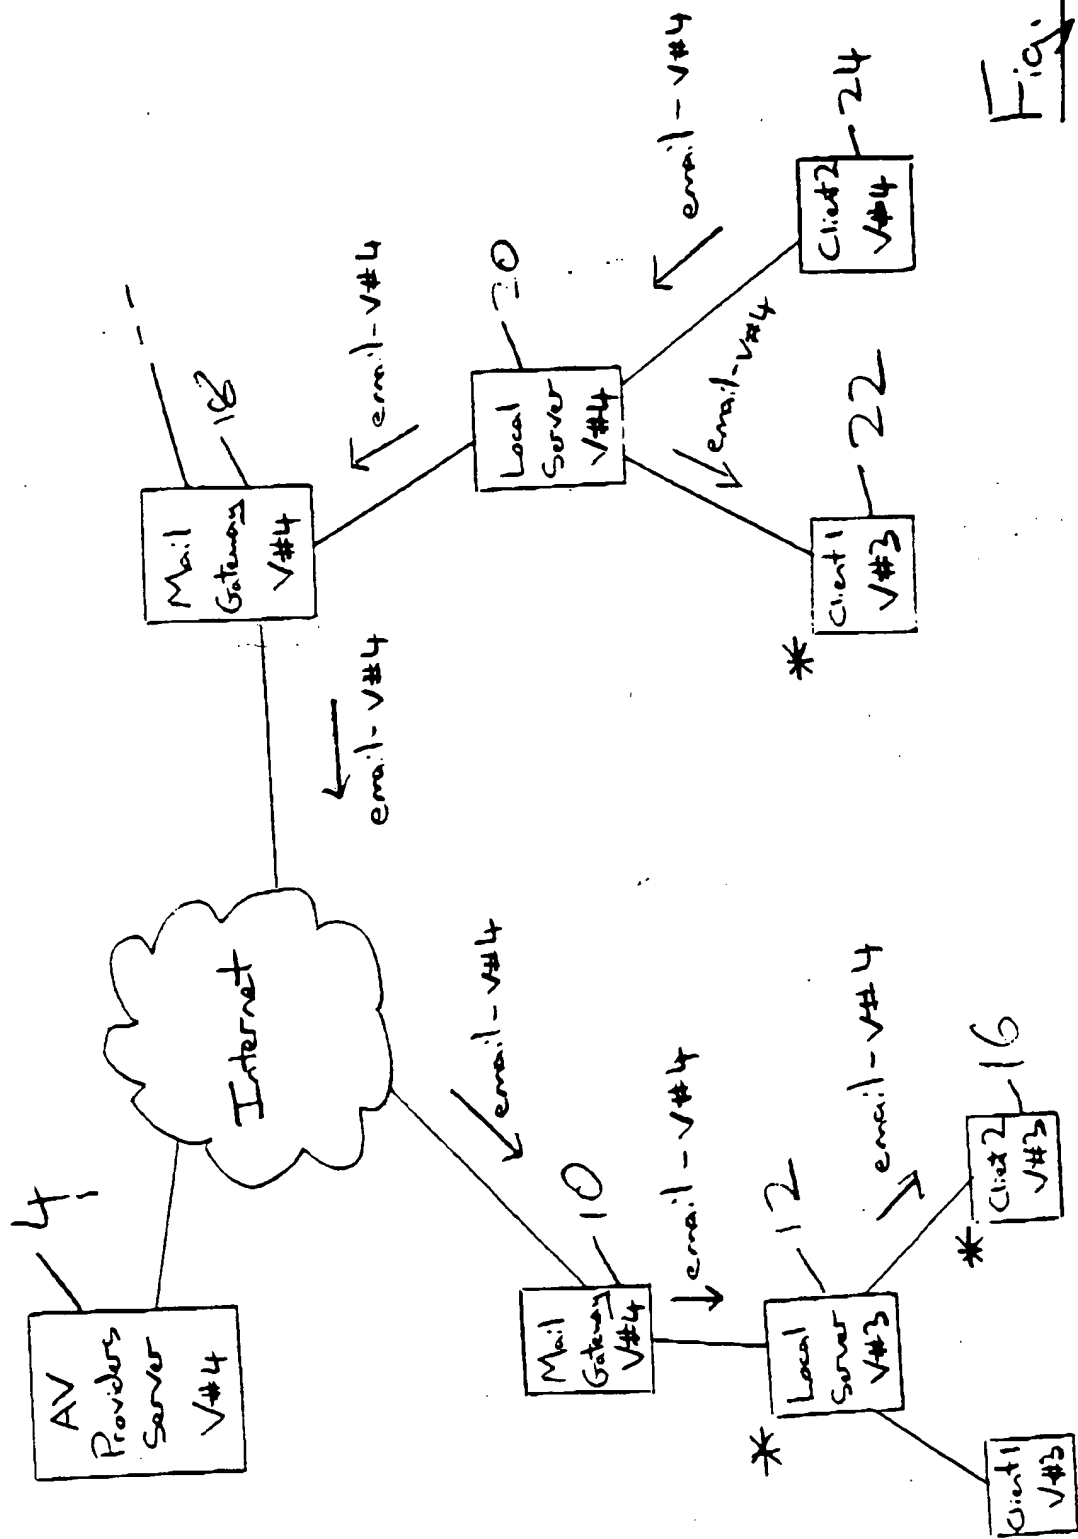 4
AV
Providers
Server
V#4
Internet
Mail
Gateway
V#4
18
email-V#4
email-V#4
Local
Server
V#4
20
email-V#4
email-V#4
Client 1
V#3
22
*
Client 2
V#4
24
email-V#4
Mail
Gateway
V#4
10
email-V#4
Local
Server
V#3
12
*
email-V#4
Client 1
V#3
Client 2
V#3
16
*
Fig.